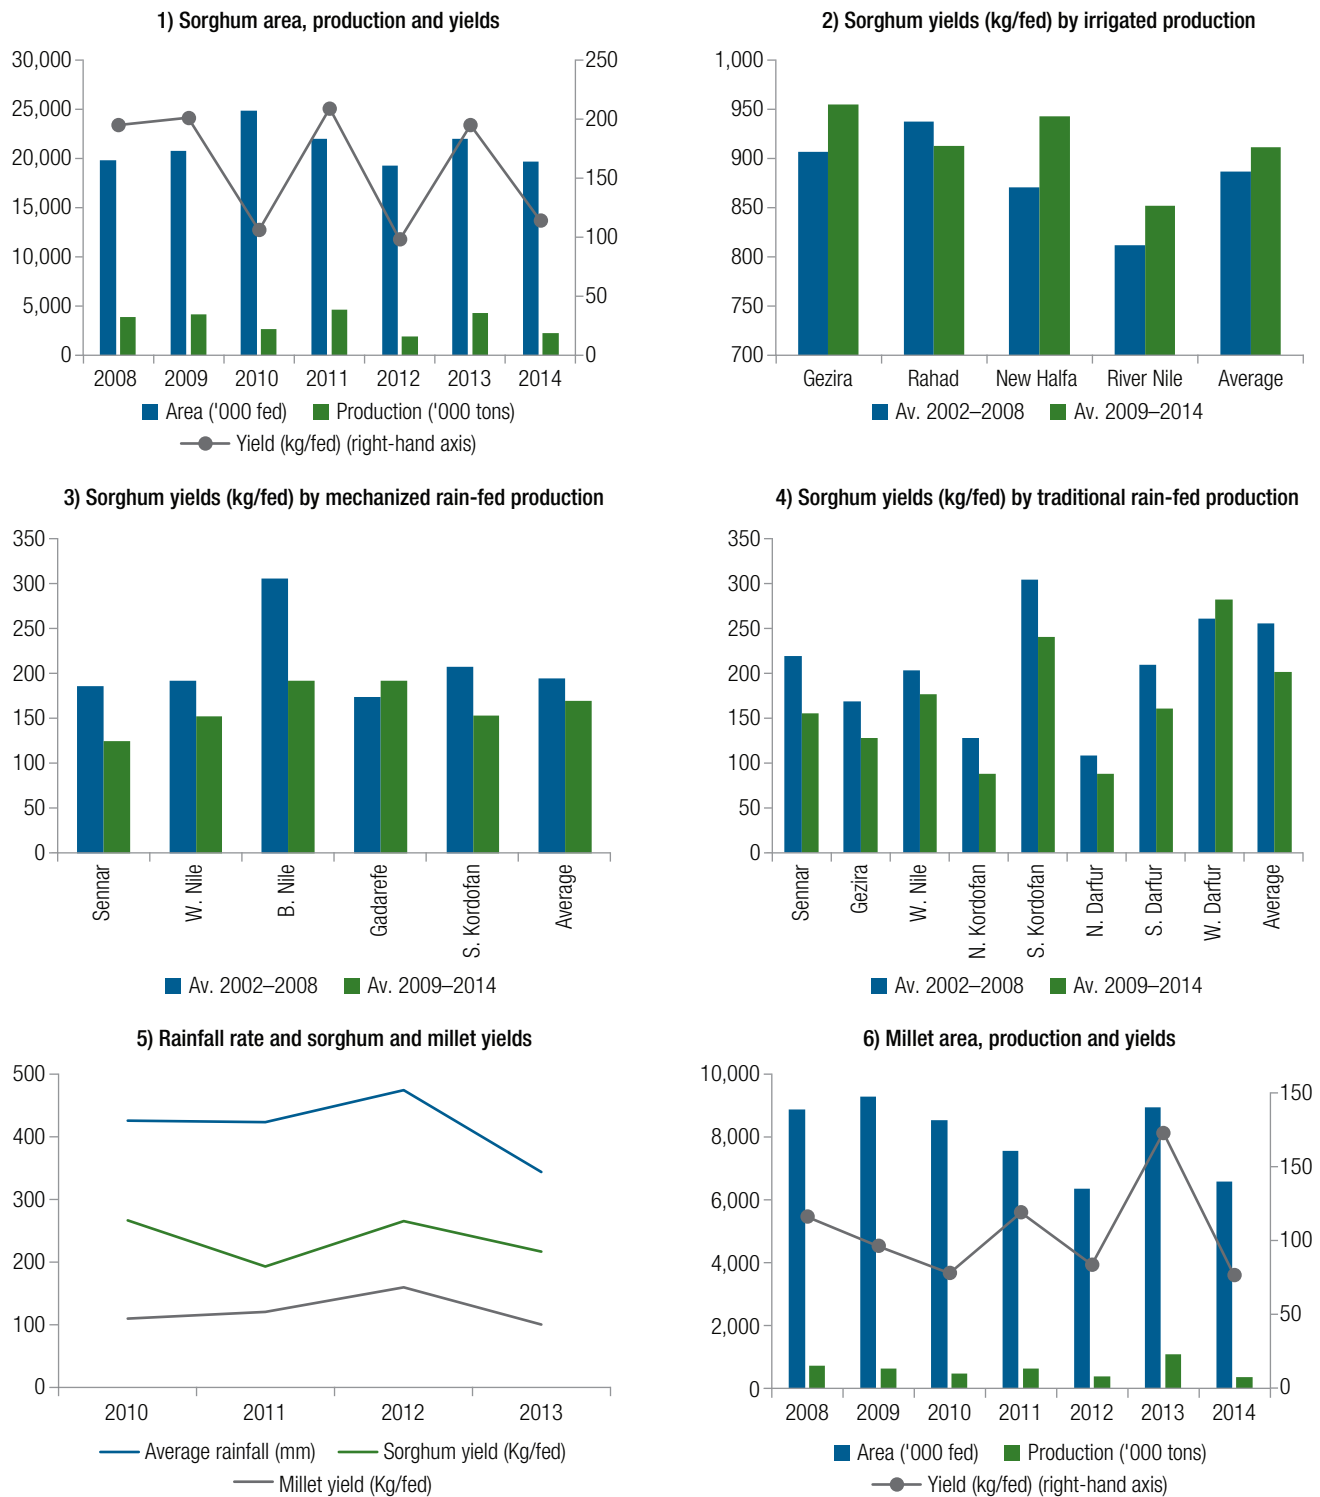 1) Sorghum area, production and yields
30,000
25,000
20,000
15,000
10,000
5,000
0
250
200
150
100
50
0
2008 2009 2010 2011 2012 2013 2014
Area ('000 fed) Production ('000 tons)
Yield (kg/fed) (right-hand axis)
2) Sorghum yields (kg/fed) by irrigated production
1,000
950
900
850
800
750
700
Gezira Rahad New Halfa River Nile Average
Av. 2002–2008 Av. 2009–2014
3) Sorghum yields (kg/fed) by mechanized rain-fed production
350
300
250
200
150
100
50
0
Sennar
W. Nile
B. Nile
Gadarefe
S. Kordofan
Average
Av. 2002–2008 Av. 2009–2014
4) Sorghum yields (kg/fed) by traditional rain-fed production
350
300
250
200
150
100
50
0
Sennar
Gezira
W. Nile
N. Kordofan
S. Kordofan
N. Darfur
S. Darfur
W. Darfur
Average
Av. 2002–2008 Av. 2009–2014
5) Rainfall rate and sorghum and millet yields
500
400
300
200
100
0
2010 2011 2012 2013
Average rainfall (mm) Sorghum yield (Kg/fed)
Millet yield (Kg/fed)
6) Millet area, production and yields
10,000
8,000
6,000
4,000
2,000
0
150
150
100
50
0
2008 2009 2010 2011 2012 2013 2014
Area ('000 fed) Production ('000 tons)
Yield (kg/fed) (right-hand axis)